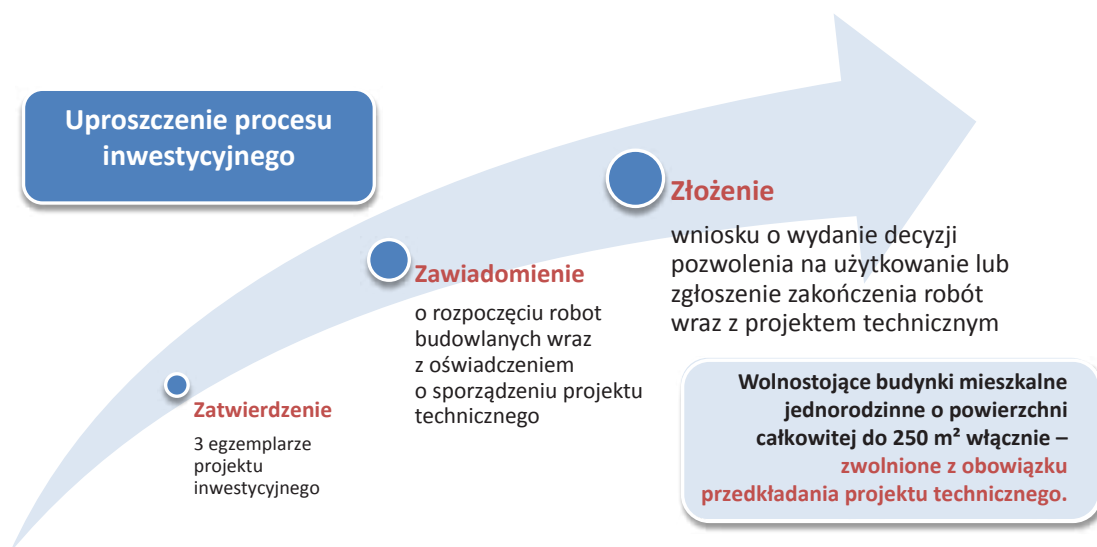 Uproszczenie procesu
inwestycyjnego
Złożenie
wniosku o wydanie decyzji
pozwolenia na użytkowanie lub
zgłoszenie zakończenia robót
wraz z projektem technicznym
Zawiadomienie
o rozpoczęciu robot
budowlanych wraz
z oświadczeniem
o sporządzeniu projektu
technicznego
Zatwierdzenie
3 egzemplarze
projektu
inwestycyjnego
Wolnostojące budynki mieszkalne
jednorodzinne o powierzchni
całkowitej do 250 m² włącznie –
zwolnione z obowiązku
przedkładania projektu technicznego.